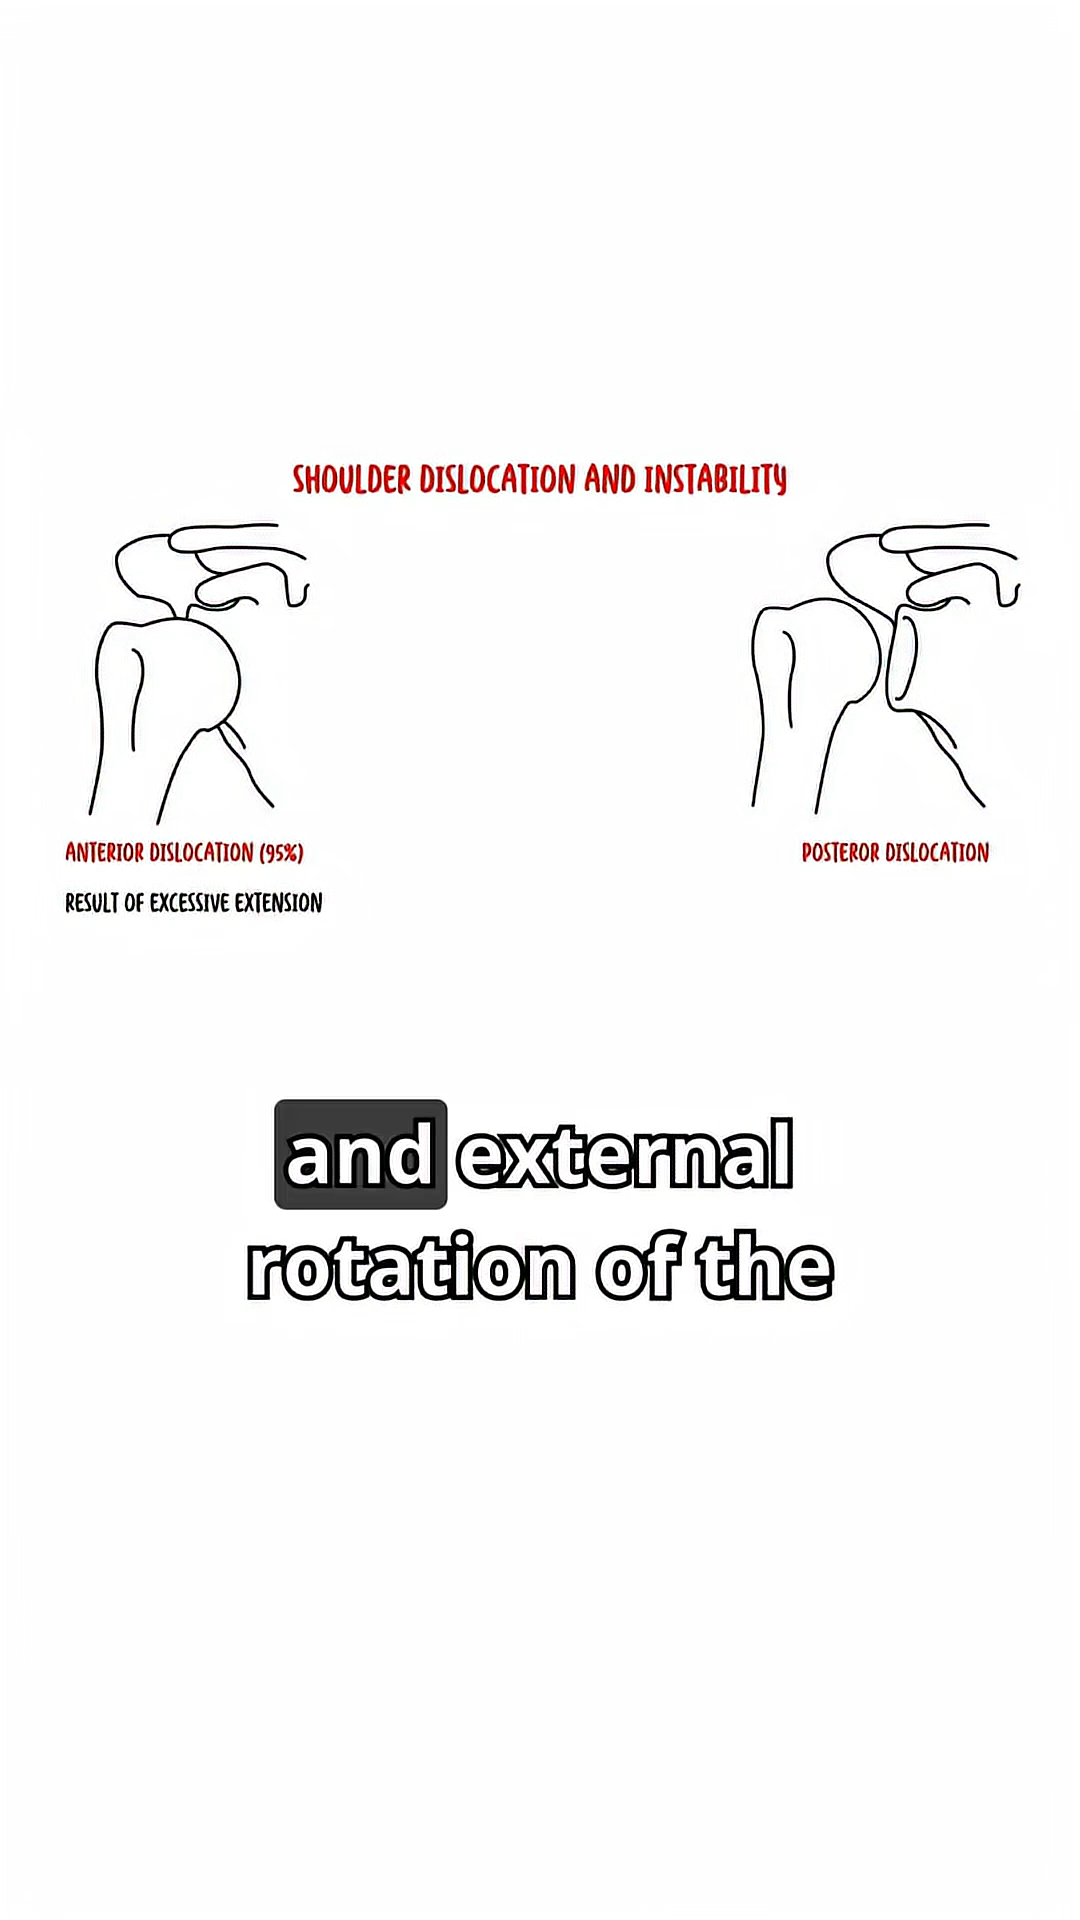 SHOULDER DISLOCATION AND INSTABILITY
ANTERIOR DISLOCATION (95%)
RESULT OF EXCESSIVE EXTENSION
POSTEROR DISLOCATION
and external
rotation of the